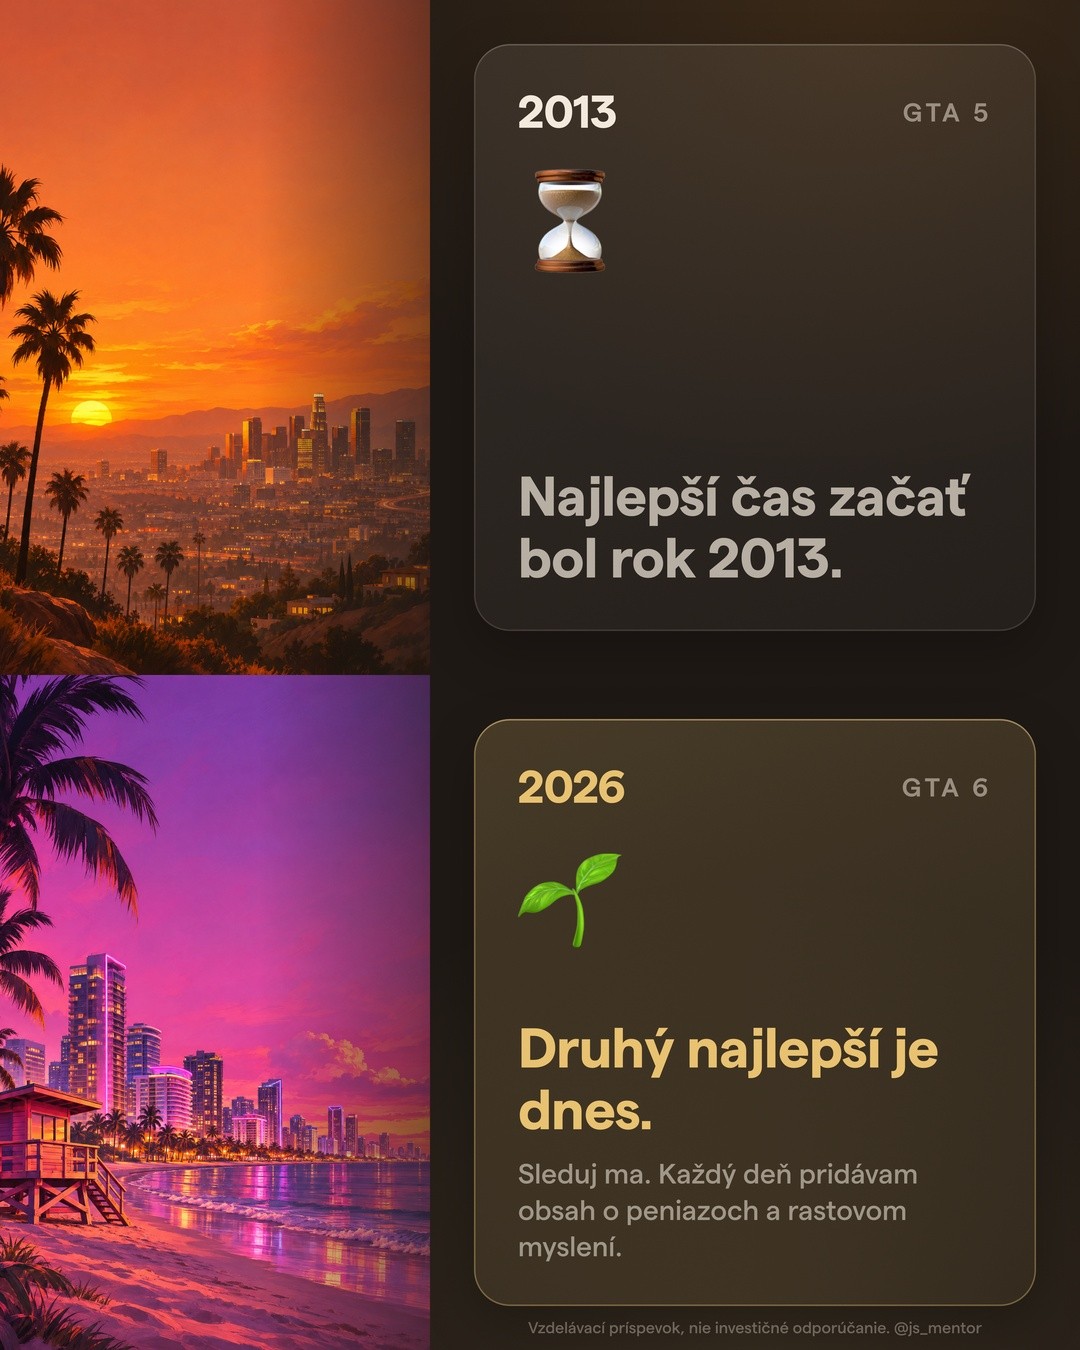 2013
GTA 5
Najlepší čas začať
bol rok 2013.
2026
GTA 6
Druhý najlepší je
dnes.
Sleduj ma. Každý deň pridávam
obsah o peniazoch a rastovom
myslení.
Vzdelávací príspevok, nie investičné odporúčanie. @js_mentor